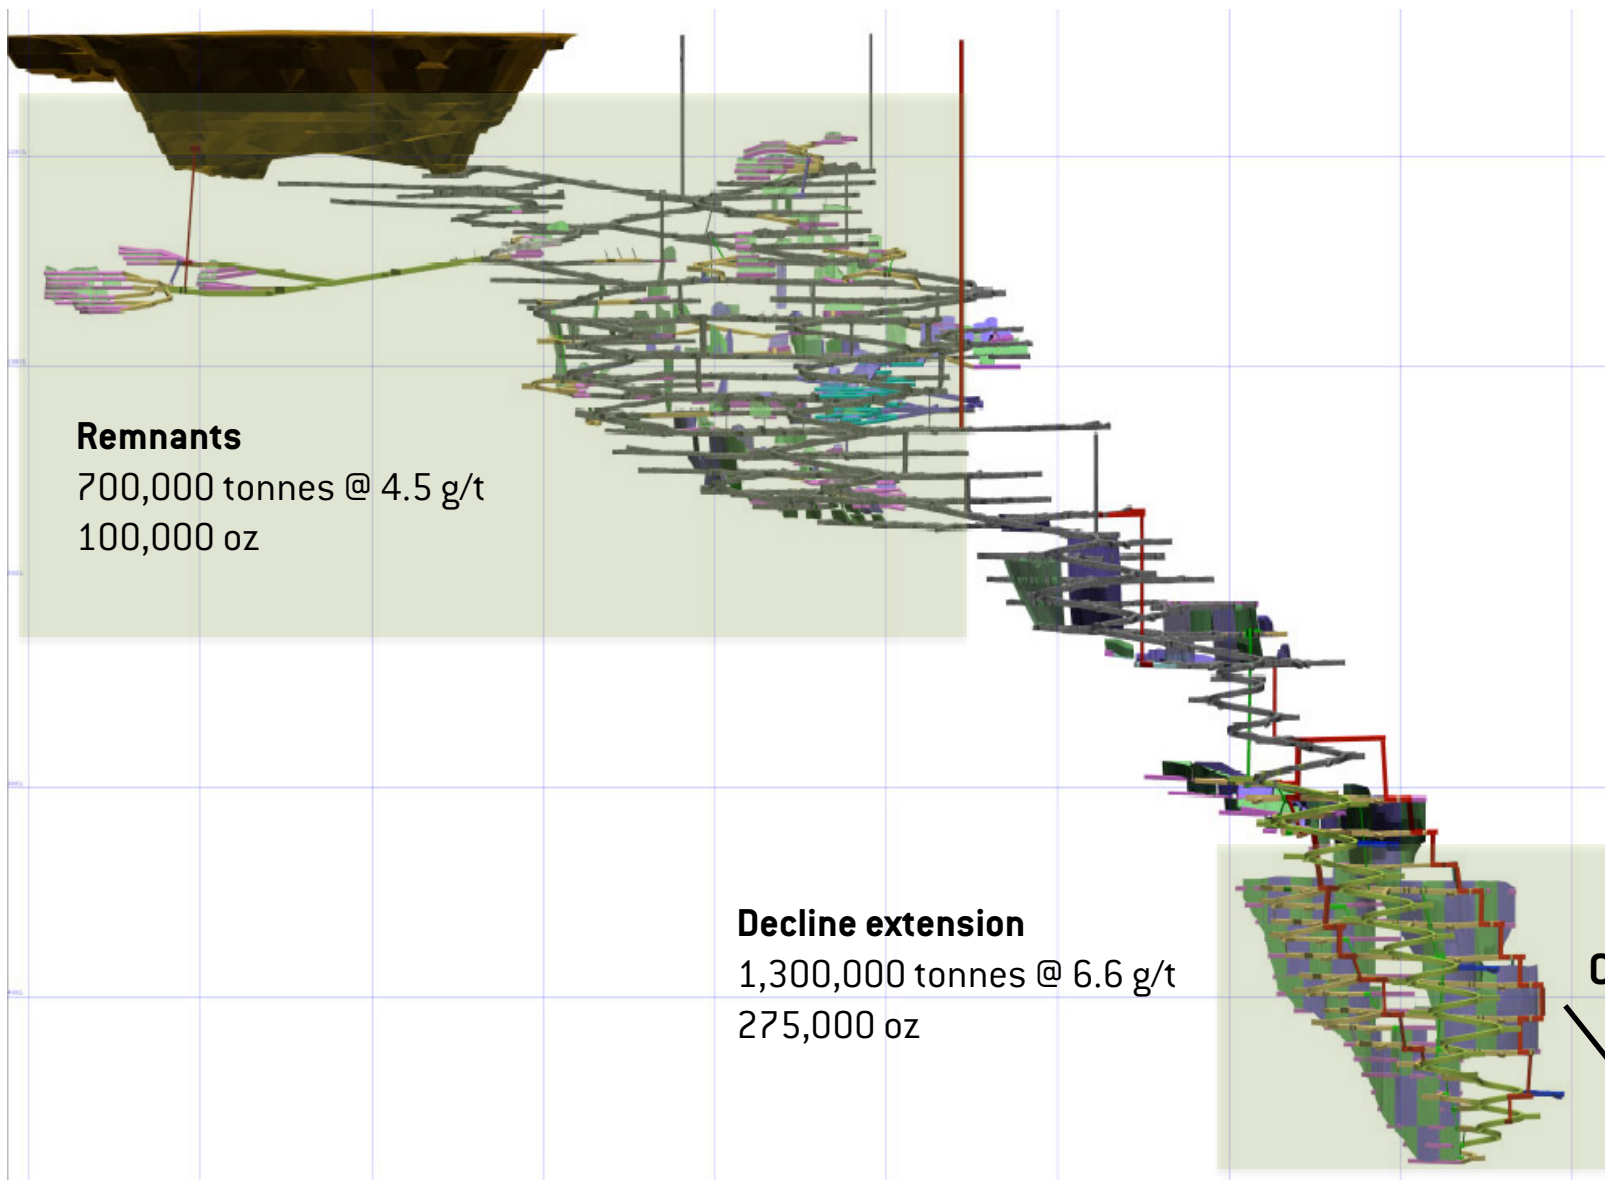 Remnants
700,000 tonnes @ 4.5 g/t
100,000 oz
Decline extension
1,300,000 tonnes @ 6.6 g/t
275,000 oz